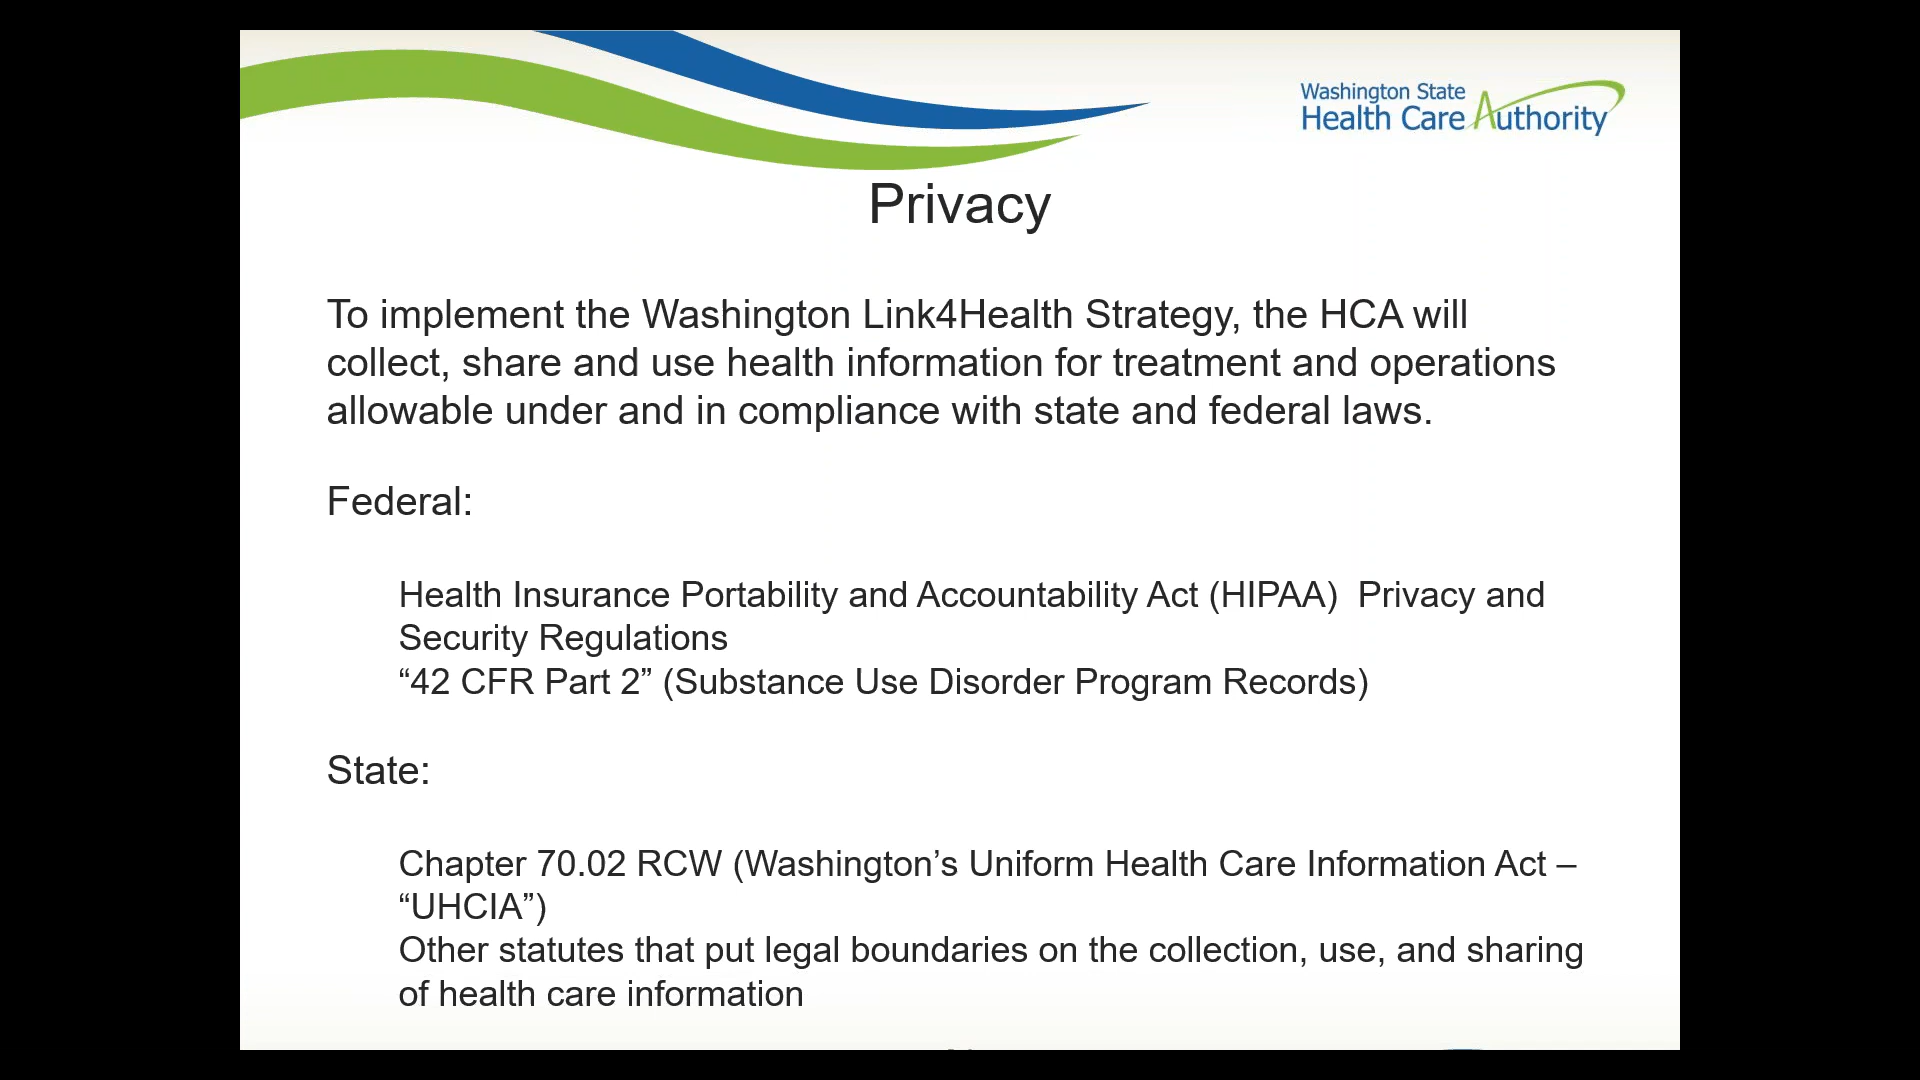 Washington State
Health Care Authority
Privacy
To implement the Washington Link4Health Strategy, the HCA will
collect, share and use health information for treatment and operations
allowable under and in compliance with state and federal laws.
Federal:
Health Insurance Portability and Accountability Act (HIPAA)  Privacy and
Security Regulations
“42 CFR Part 2” (Substance Use Disorder Program Records)
State:
Chapter 70.02 RCW (Washington’s Uniform Health Care Information Act –
“UHCIA”)
Other statutes that put legal boundaries on the collection, use, and sharing
of health care information